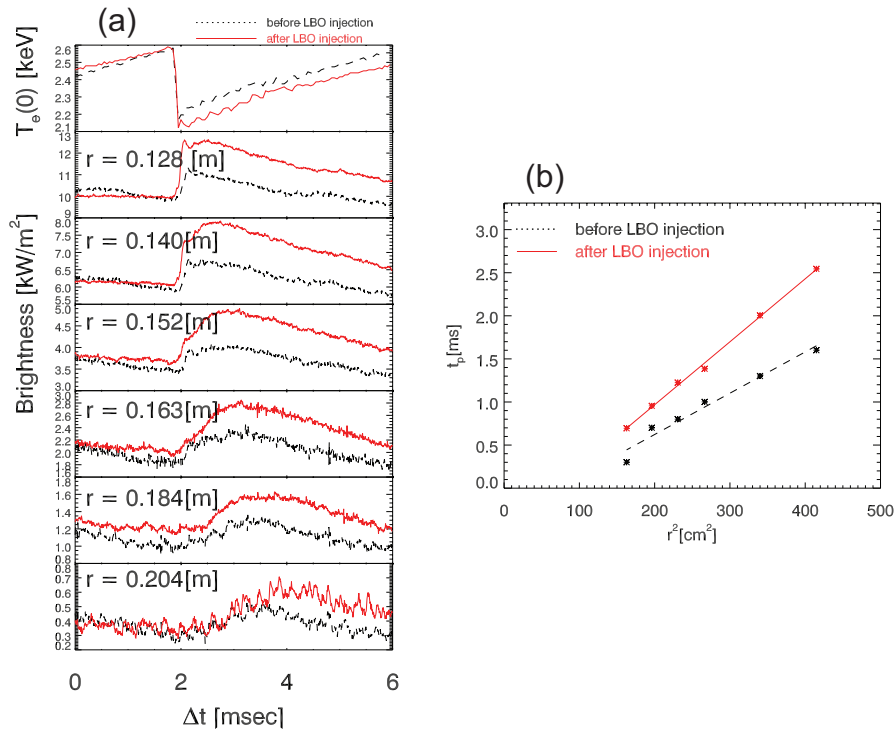 (a)
before LBO injection
after LBO injection
T_e(0) [keV]
2.6
2.5
2.4
2.3
2.2
2.1
Brightness [kW/m²]
r = 0.128 [m]
13
12
11
10
9
r = 0.140[m]
8.0
7.5
7.0
6.5
6.0
5.5
r = 0.152[m]
5.0
4.5
4.0
3.5
3.0
r = 0.163[m]
2.8
2.6
2.4
2.2
2.0
1.8
1.6
r = 0.184[m]
1.8
1.6
1.4
1.2
1.0
0.8
r = 0.204[m]
0.8
0.7
0.6
0.5
0.4
0.3
0.2
0 2 4 6
Δt [msec]
(b)
before LBO injection
after LBO injection
t_p[ms]
3.0
2.5
2.0
1.5
1.0
0.5
0.0
0 100 200 300 400 500
r²[cm²]